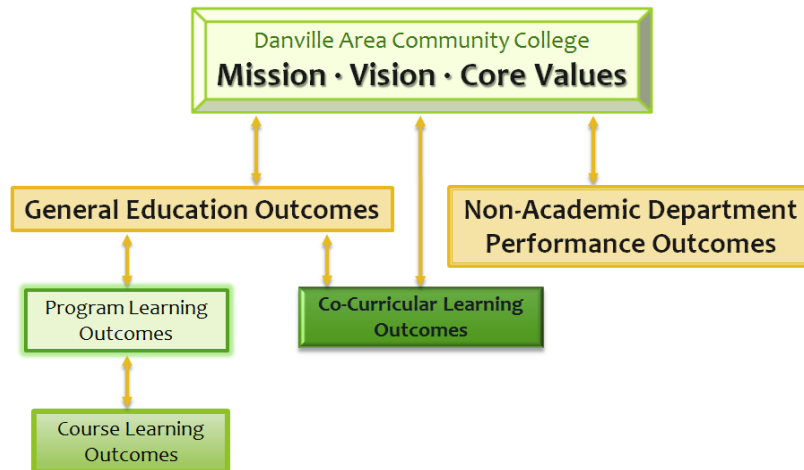 Danville Area Community College
Mission · Vision · Core Values
General Education Outcomes
Non-Academic Department
Performance Outcomes
Program Learning
Outcomes
Co-Curricular Learning
Outcomes
Course Learning
Outcomes